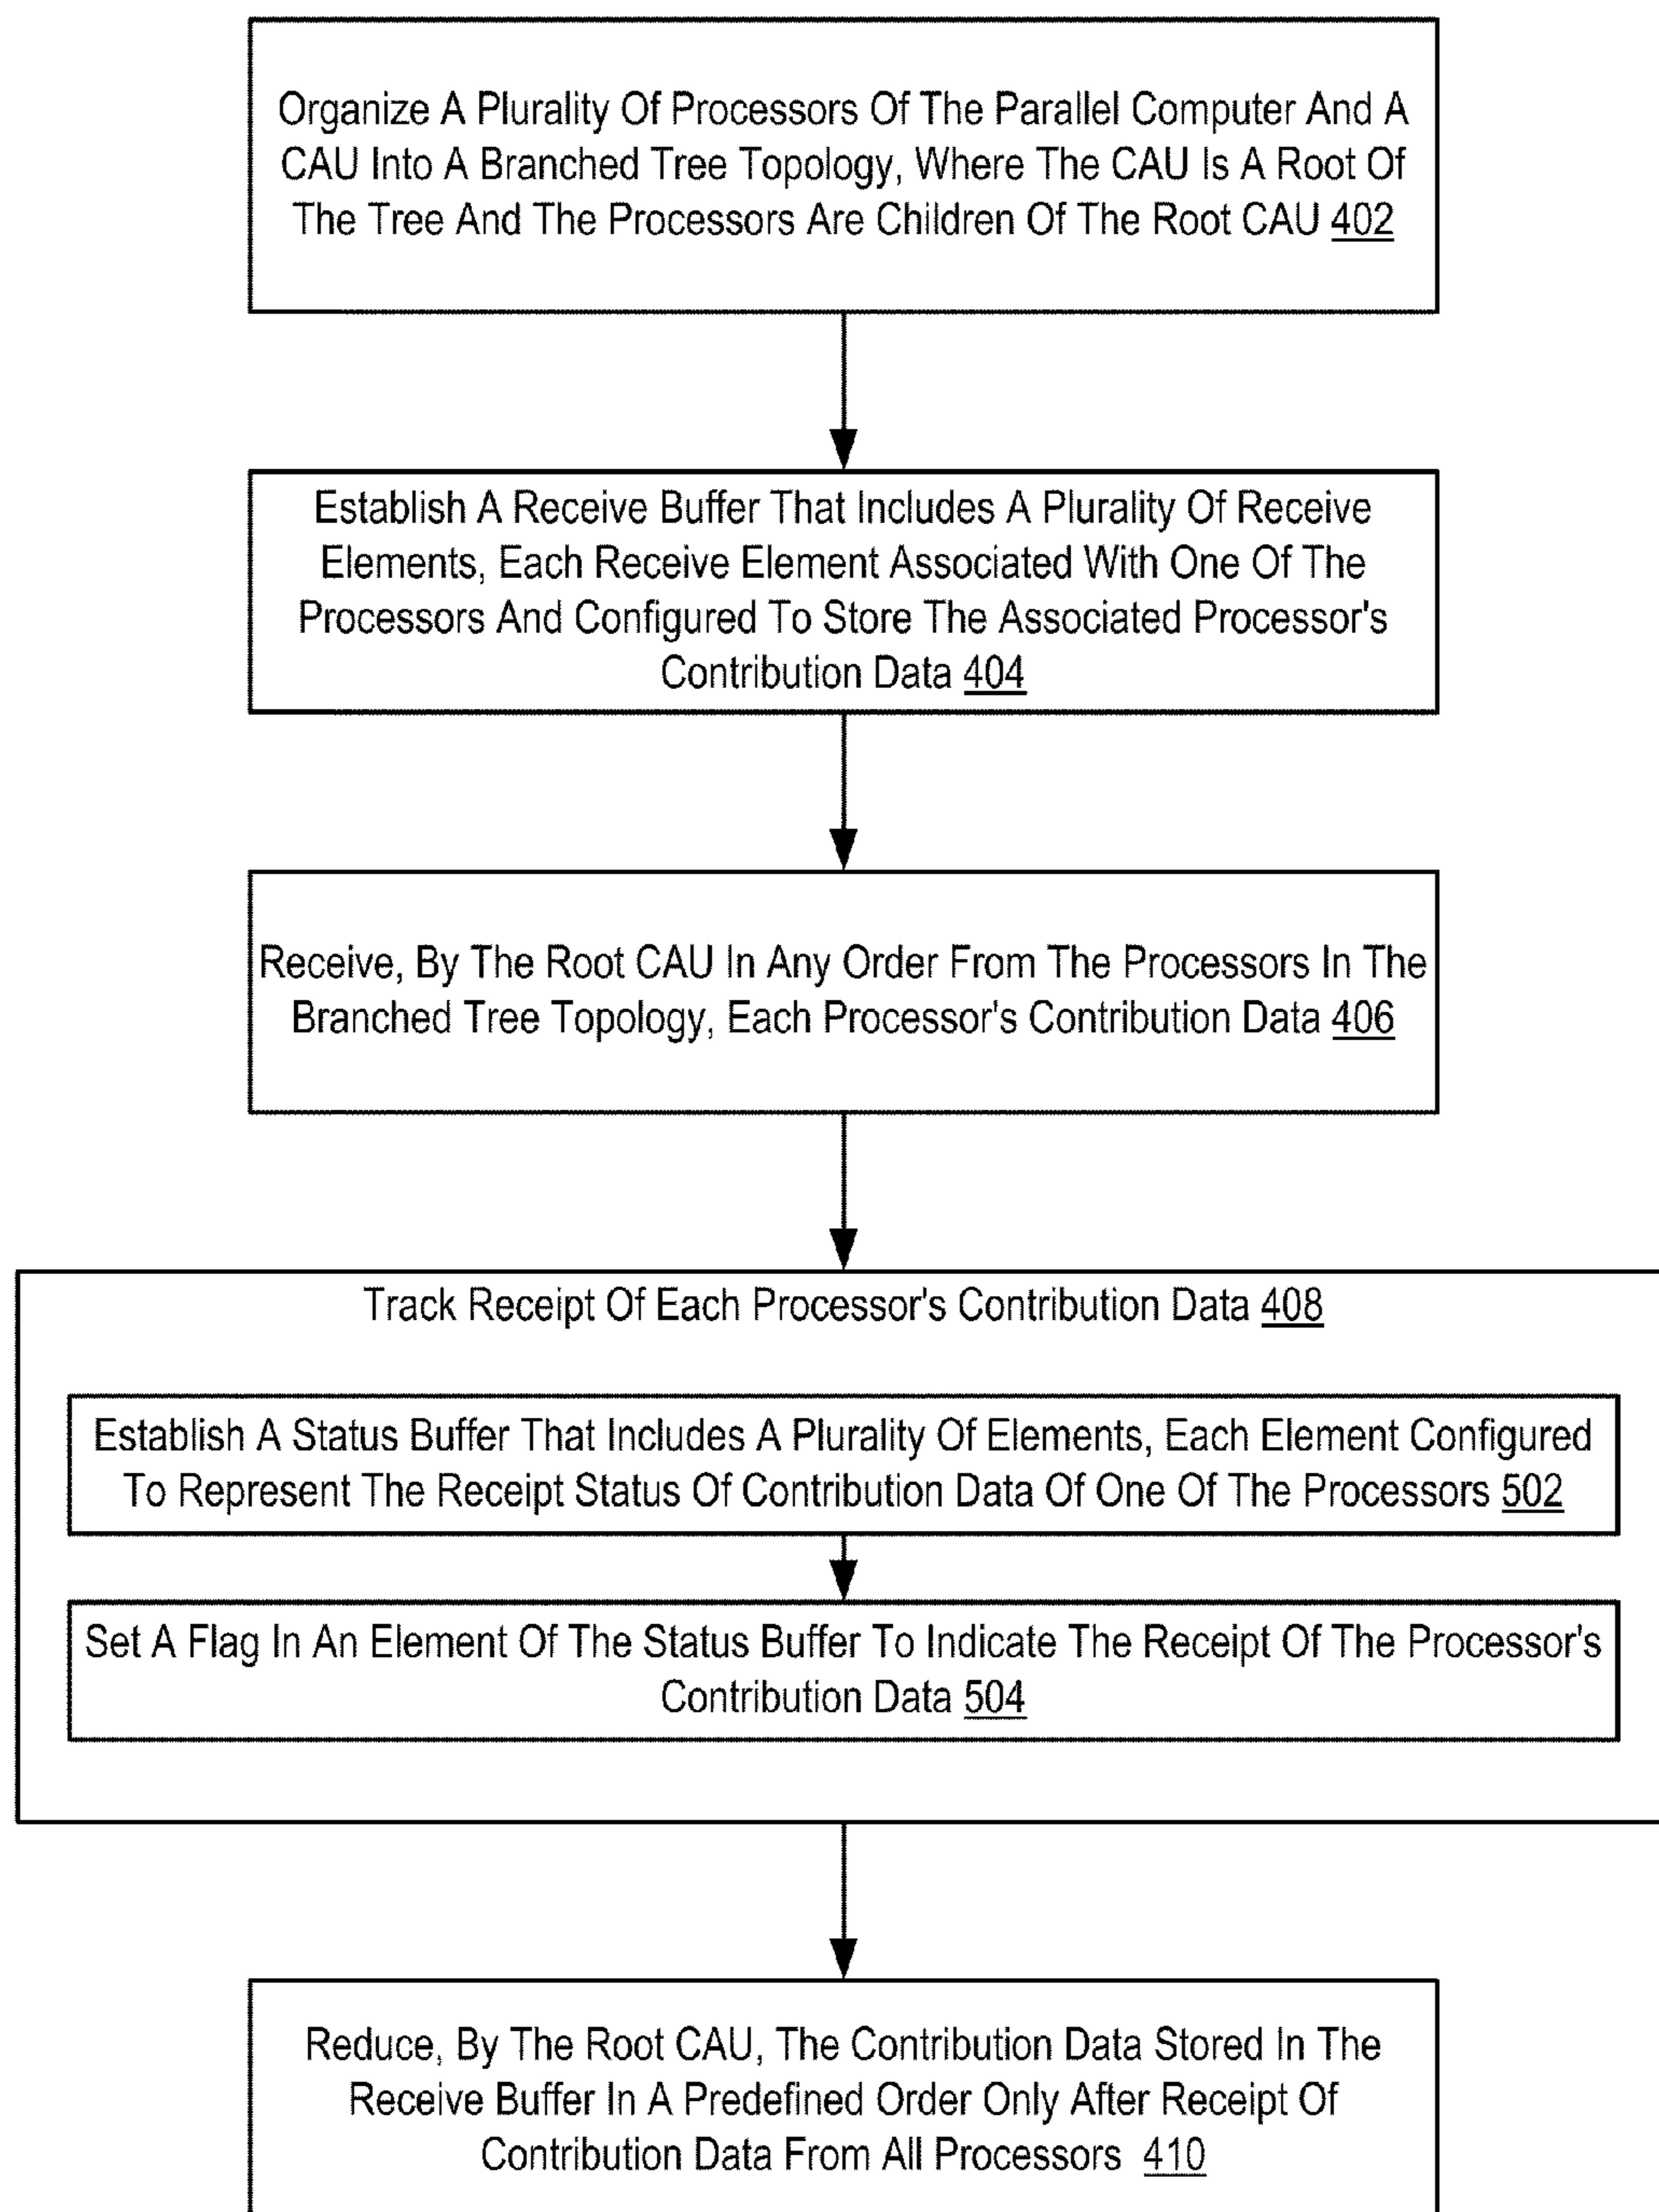 Organize A Plurality Of Processors Of The Parallel Computer And A
CAU Into A Branched Tree Topology, Where The CAU Is A Root Of
The Tree And The Processors Are Children Of The Root CAU 402
Establish A Receive Buffer That Includes A Plurality Of Receive
Elements, Each Receive Element Associated With One Of The
Processors And Configured To Store The Associated Processor's
Contribution Data 404
Receive, By The Root CAU In Any Order From The Processors In The
Branched Tree Topology, Each Processor's Contribution Data 406
Track Receipt Of Each Processor's Contribution Data 408
Establish A Status Buffer That Includes A Plurality Of Elements, Each Element Configured
To Represent The Receipt Status Of Contribution Data Of One Of The Processors 502
Set A Flag In An Element Of The Status Buffer To Indicate The Receipt Of The Processor's
Contribution Data 504
Reduce, By The Root CAU, The Contribution Data Stored In The
Receive Buffer In A Predefined Order Only After Receipt Of
Contribution Data From All Processors 410